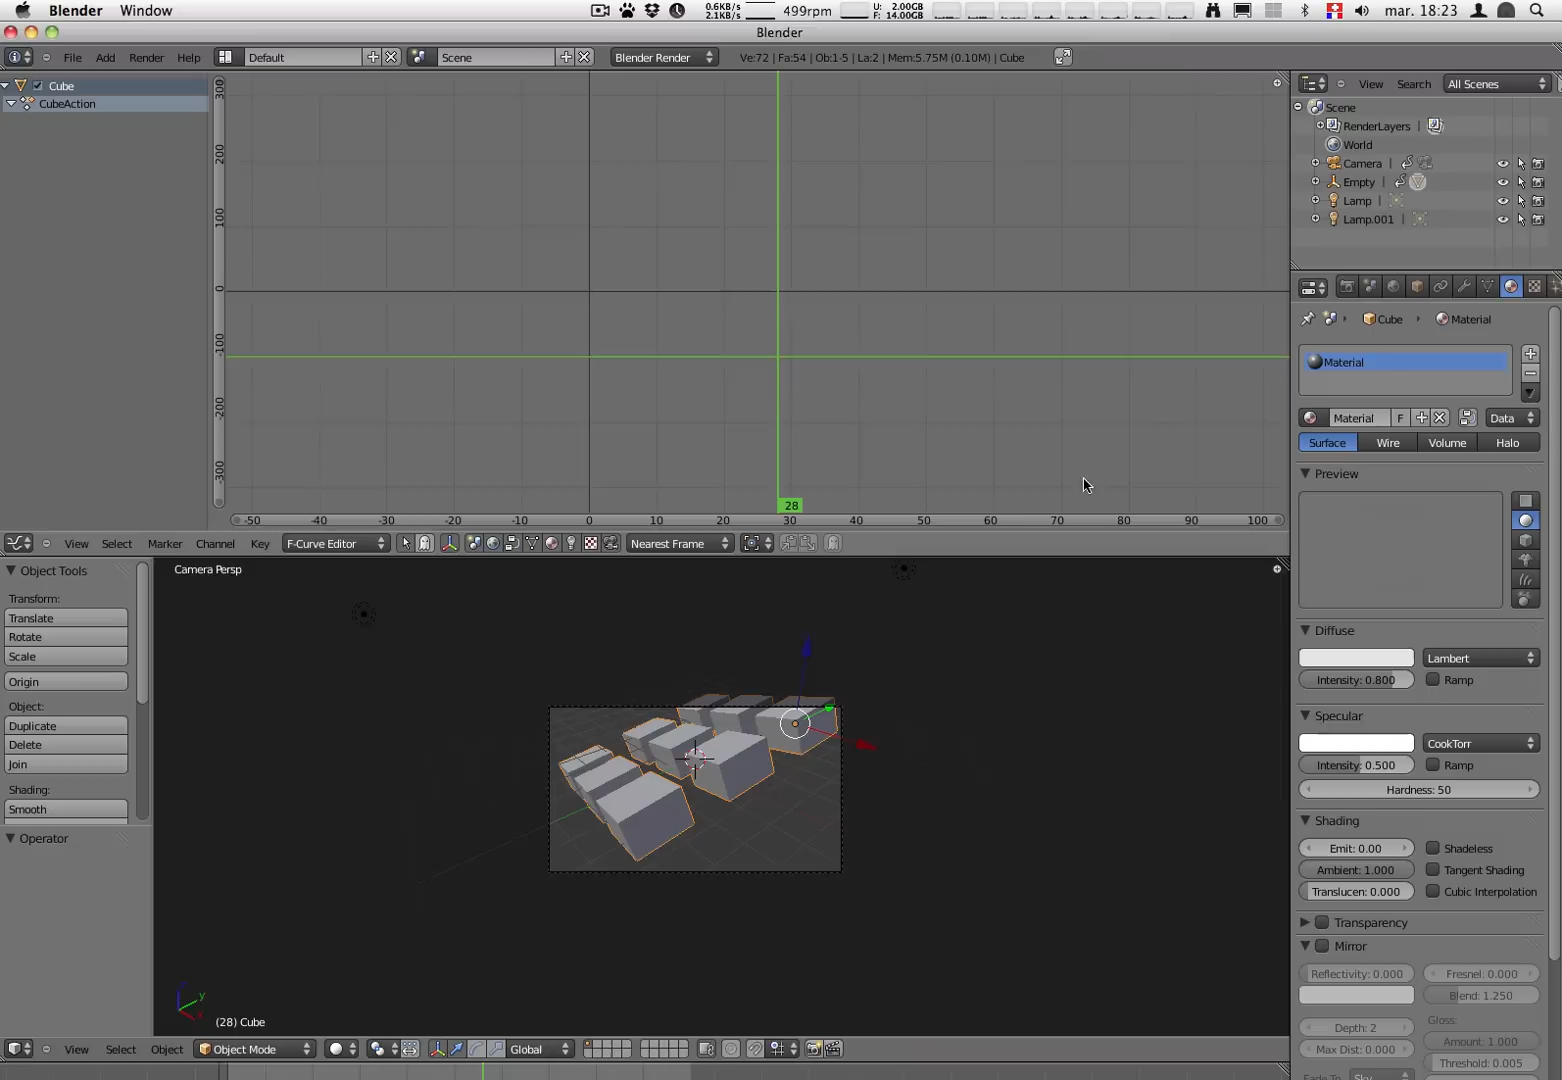 Blender Window 0.6KB/s 2.1KB/s 499rpm U: 2.00GB F: 14.00GB mar. 18:23
Blender
File Add Render Help Default Scene Blender Render Ve:72 | Fa:54 | Ob:1-5 | La:2 | Mem:5.75M (0.10M) | Cube
Cube
CubeAction
300
200
100
0
-100
-200
-300
28
-50 -40 -30 -20 -10 0 10 20 30 40 50 60 70 80 90 100
View Select Marker Channel Key F-Curve Editor Nearest Frame
Object Tools
Transform:
Translate
Rotate
Scale
Origin
Object:
Duplicate
Delete
Join
Shading:
Smooth
Operator
Camera Persp
(28) Cube
View Select Object Object Mode Global
View Search All Scenes
Scene
RenderLayers |
World
Camera |
Empty |
Lamp |
Lamp.001 |
Cube Material
Material
Material F Data
Surface Wire Volume Halo
Preview
Diffuse
Lambert
Intensity: 0.800 Ramp
Specular
CookTorr
Intensity: 0.500 Ramp
Hardness: 50
Shading
Emit: 0.00 Shadeless
Ambient: 1.000 Tangent Shading
Translucen: 0.000 Cubic Interpolation
Transparency
Mirror
Reflectivity: 0.000 Fresnel: 0.000
Blend: 1.250
Depth: 2 Gloss:
Max Dist: 0.000 Amount: 1.000
Threshold: 0.005
Fade To: Sky